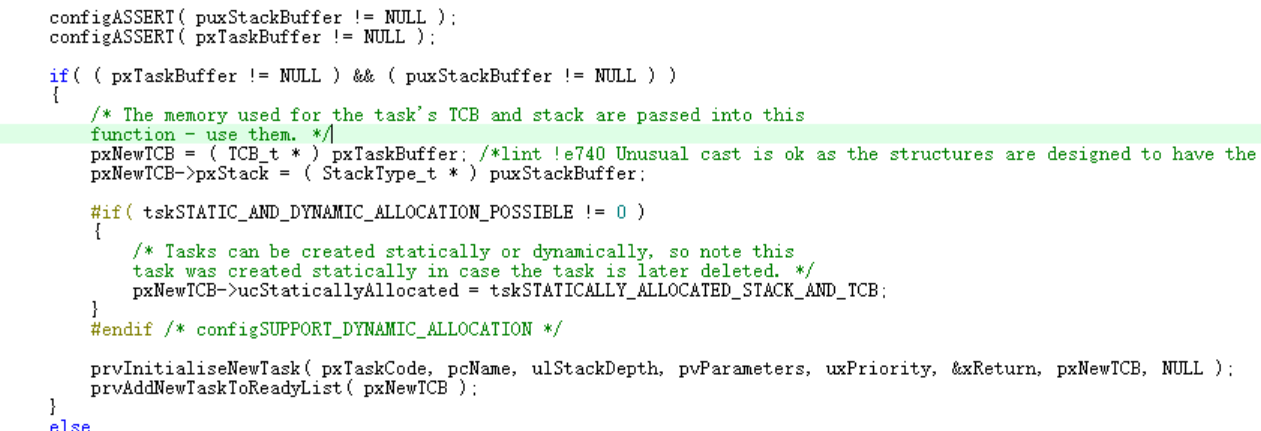 configASSERT( puxStackBuffer != NULL );
configASSERT( pxTaskBuffer != NULL );
if( ( pxTaskBuffer != NULL ) && ( puxStackBuffer != NULL ) )
{
/* The memory used for the task's TCB and stack are passed into this
function - use them. */
pxNewTCB = ( TCB_t * ) pxTaskBuffer; /*lint !e740 Unusual cast is ok as the structures are designed to have the
pxNewTCB->pxStack = ( StackType_t * ) puxStackBuffer;
#if( tskSTATIC_AND_DYNAMIC_ALLOCATION_POSSIBLE != 0 )
{
/* Tasks can be created statically or dynamically, so note this
task was created statically in case the task is later deleted. */
pxNewTCB->ucStaticallyAllocated = tskSTATICALLY_ALLOCATED_STACK_AND_TCB;
}
#endif /* configSUPPORT_DYNAMIC_ALLOCATION */
prvInitialiseNewTask( pxTaskCode, pcName, ulStackDepth, pvParameters, uxPriority, &xReturn, pxNewTCB, NULL );
prvAddNewTaskToReadyList( pxNewTCB );
}
else